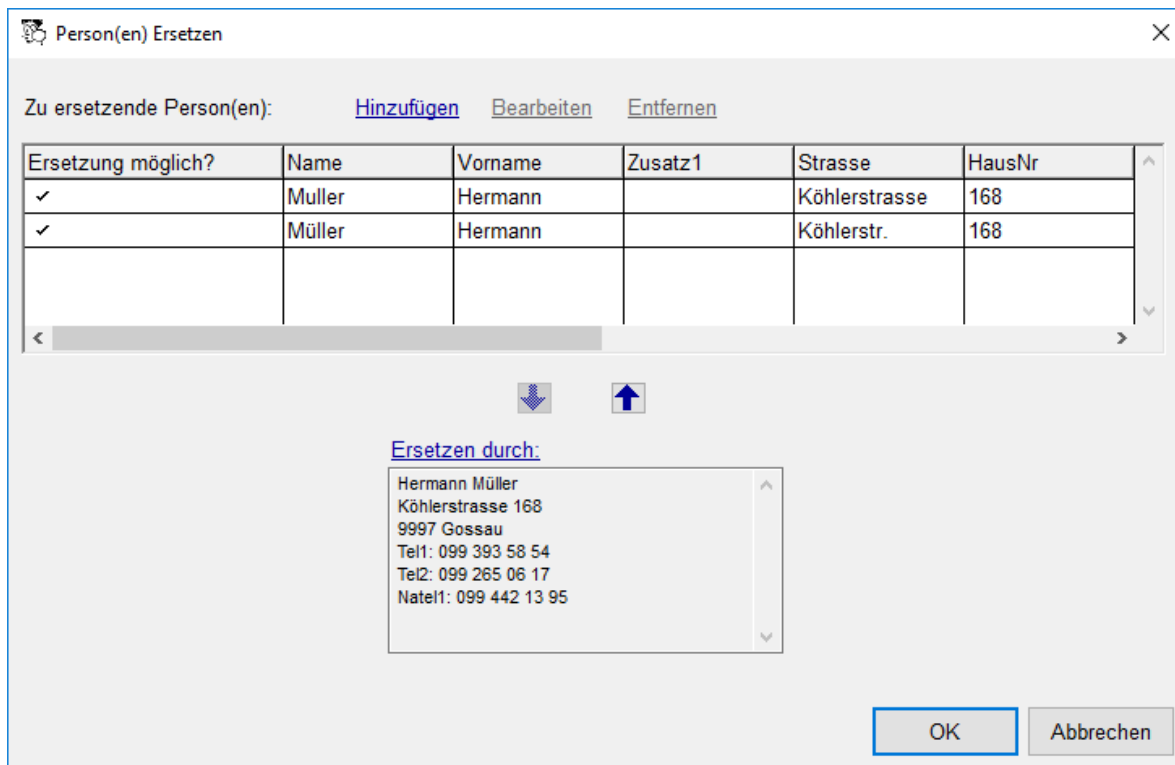 Person(en) Ersetzen
Zu ersetzende Person(en): Hinzufügen Bearbeiten Entfernen
Ersetzung möglich? Name Vorname Zusatz1 Strasse HausNr
Muller Hermann Köhlerstrasse 168
Müller Hermann Köhlerstr. 168
Ersetzen durch:
Hermann Müller
Köhlerstrasse 168
9997 Gossau
Tel1: 099 393 58 54
Tel2: 099 265 06 17
Natel1: 099 442 13 95
OK Abbrechen